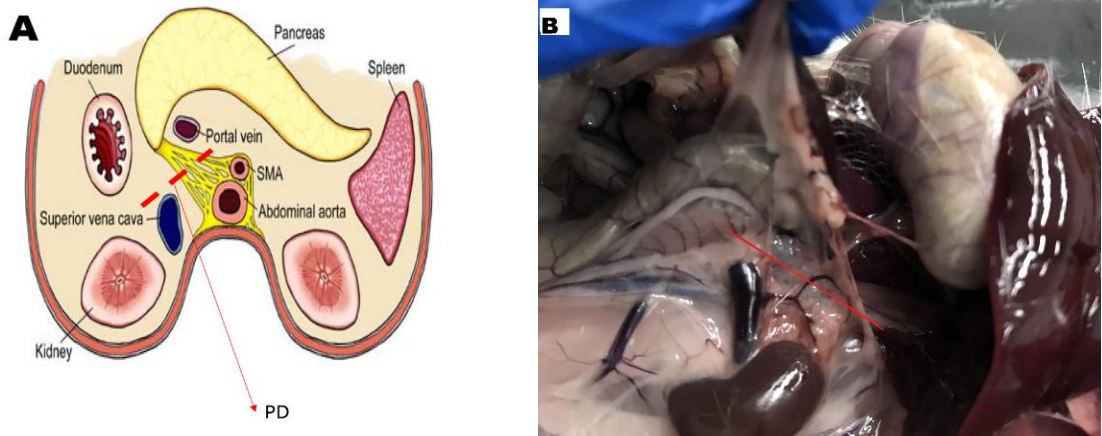 A
Pancreas
Duodenum
Spleen
Portal vein
SMA
Superior vena cava
Abdominal aorta
Kidney
PD
B